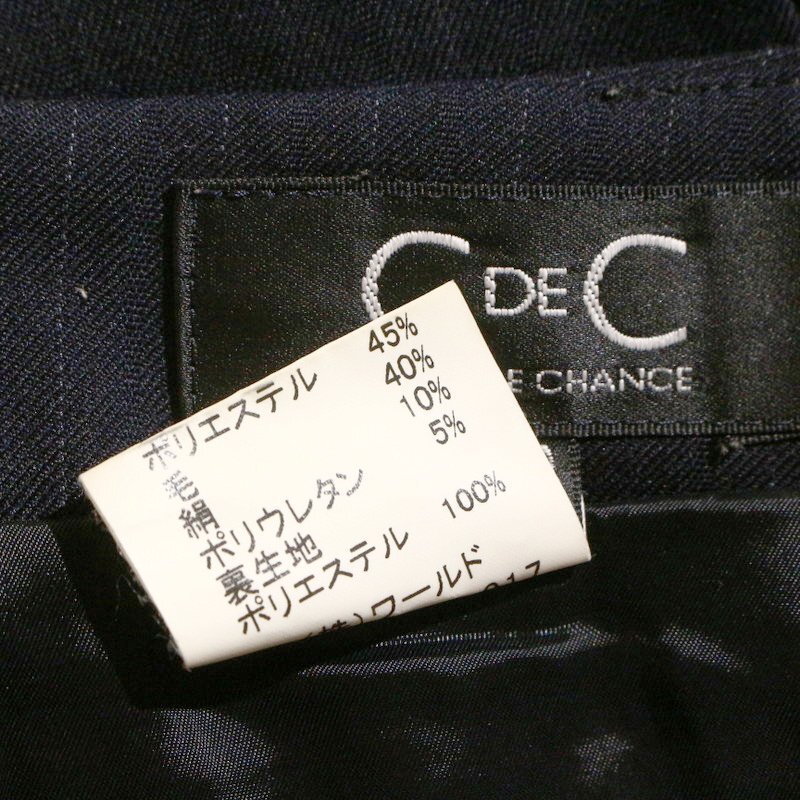 C DE C
CHANCE
ポリエステル 45%
毛 40%
絹 10%
ポリウレタン 5%
裏生地
ポリエステル 100%
ワールド